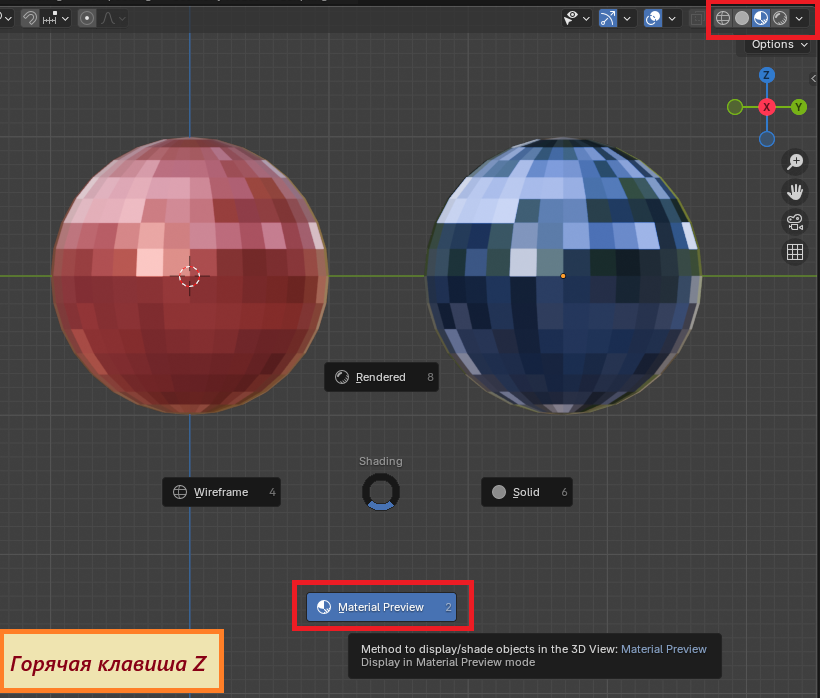 Options
Z
X
Y
Rendered 8
Shading
Wireframe 4
Solid 6
Material Preview 2
Method to display/shade objects in the 3D View: Material Preview
Display in Material Preview mode
Горячая клавиша Z